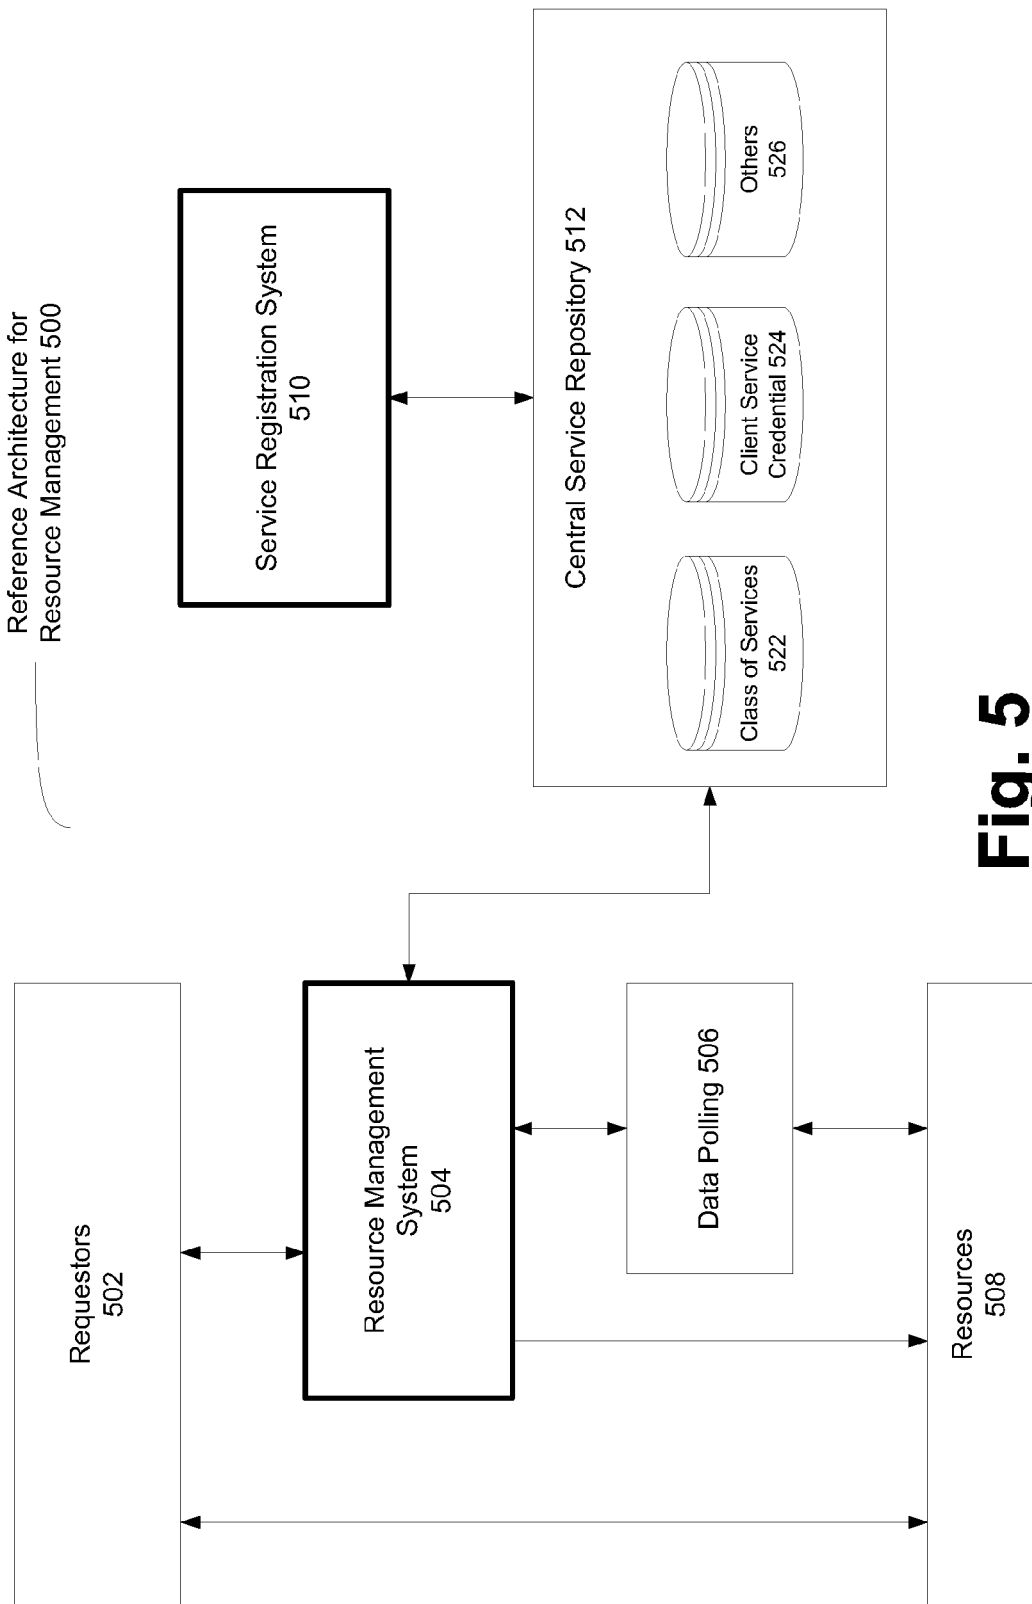 Reference Architecture for
Resource Management 500
Requestors
502
Resource Management
System
504
Data Polling 506
Resources
508
Service Registration System
510
Central Service Repository 512
Class of Services
522
Client Service
Credential 524
Others
526
Fig. 5